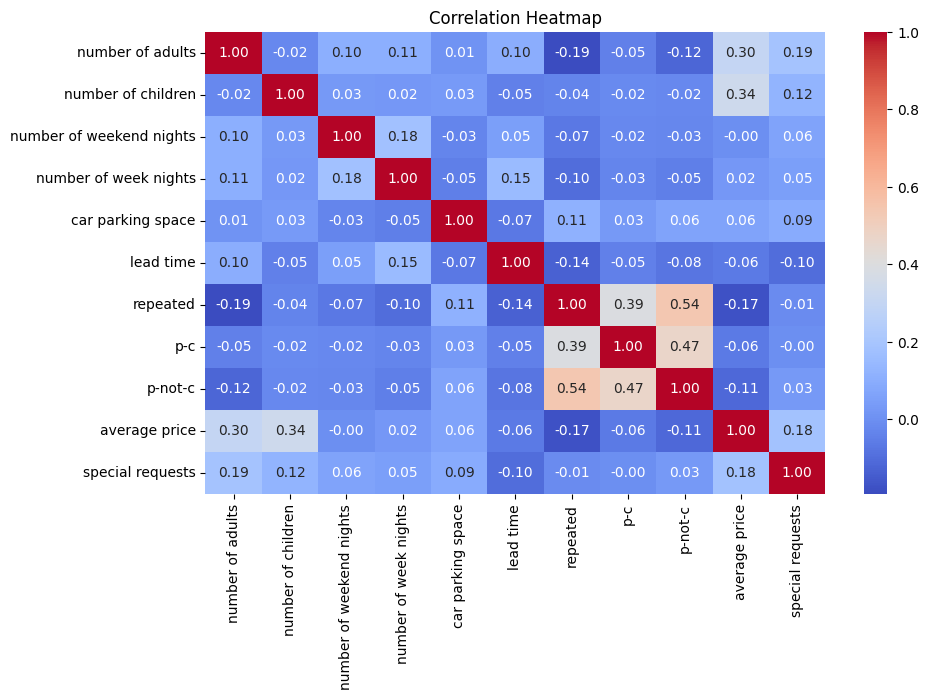 Correlation Heatmap
number of adults 1.00 -0.02 0.10 0.11 0.01 0.10 -0.19 -0.05 -0.12 0.30 0.19
number of children -0.02 1.00 0.03 0.02 0.03 -0.05 -0.04 -0.02 -0.02 0.34 0.12
number of weekend nights 0.10 0.03 1.00 0.18 -0.03 0.05 -0.07 -0.02 -0.03 -0.00 0.06
number of week nights 0.11 0.02 0.18 1.00 -0.05 0.15 -0.10 -0.03 -0.05 0.02 0.05
car parking space 0.01 0.03 -0.03 -0.05 1.00 -0.07 0.11 0.03 0.06 0.06 0.09
lead time 0.10 -0.05 0.05 0.15 -0.07 1.00 -0.14 -0.05 -0.08 -0.06 -0.10
repeated -0.19 -0.04 -0.07 -0.10 0.11 -0.14 1.00 0.39 0.54 -0.17 -0.01
p-c -0.05 -0.02 -0.02 -0.03 0.03 -0.05 0.39 1.00 0.47 -0.06 -0.00
p-not-c -0.12 -0.02 -0.03 -0.05 0.06 -0.08 0.54 0.47 1.00 -0.11 0.03
average price 0.30 0.34 -0.00 0.02 0.06 -0.06 -0.17 -0.06 -0.11 1.00 0.18
special requests 0.19 0.12 0.06 0.05 0.09 -0.10 -0.01 -0.00 0.03 0.18 1.00
number of adults
number of children
number of weekend nights
number of week nights
car parking space
lead time
repeated
p-c
p-not-c
average price
special requests
1.0
0.8
0.6
0.4
0.2
0.0